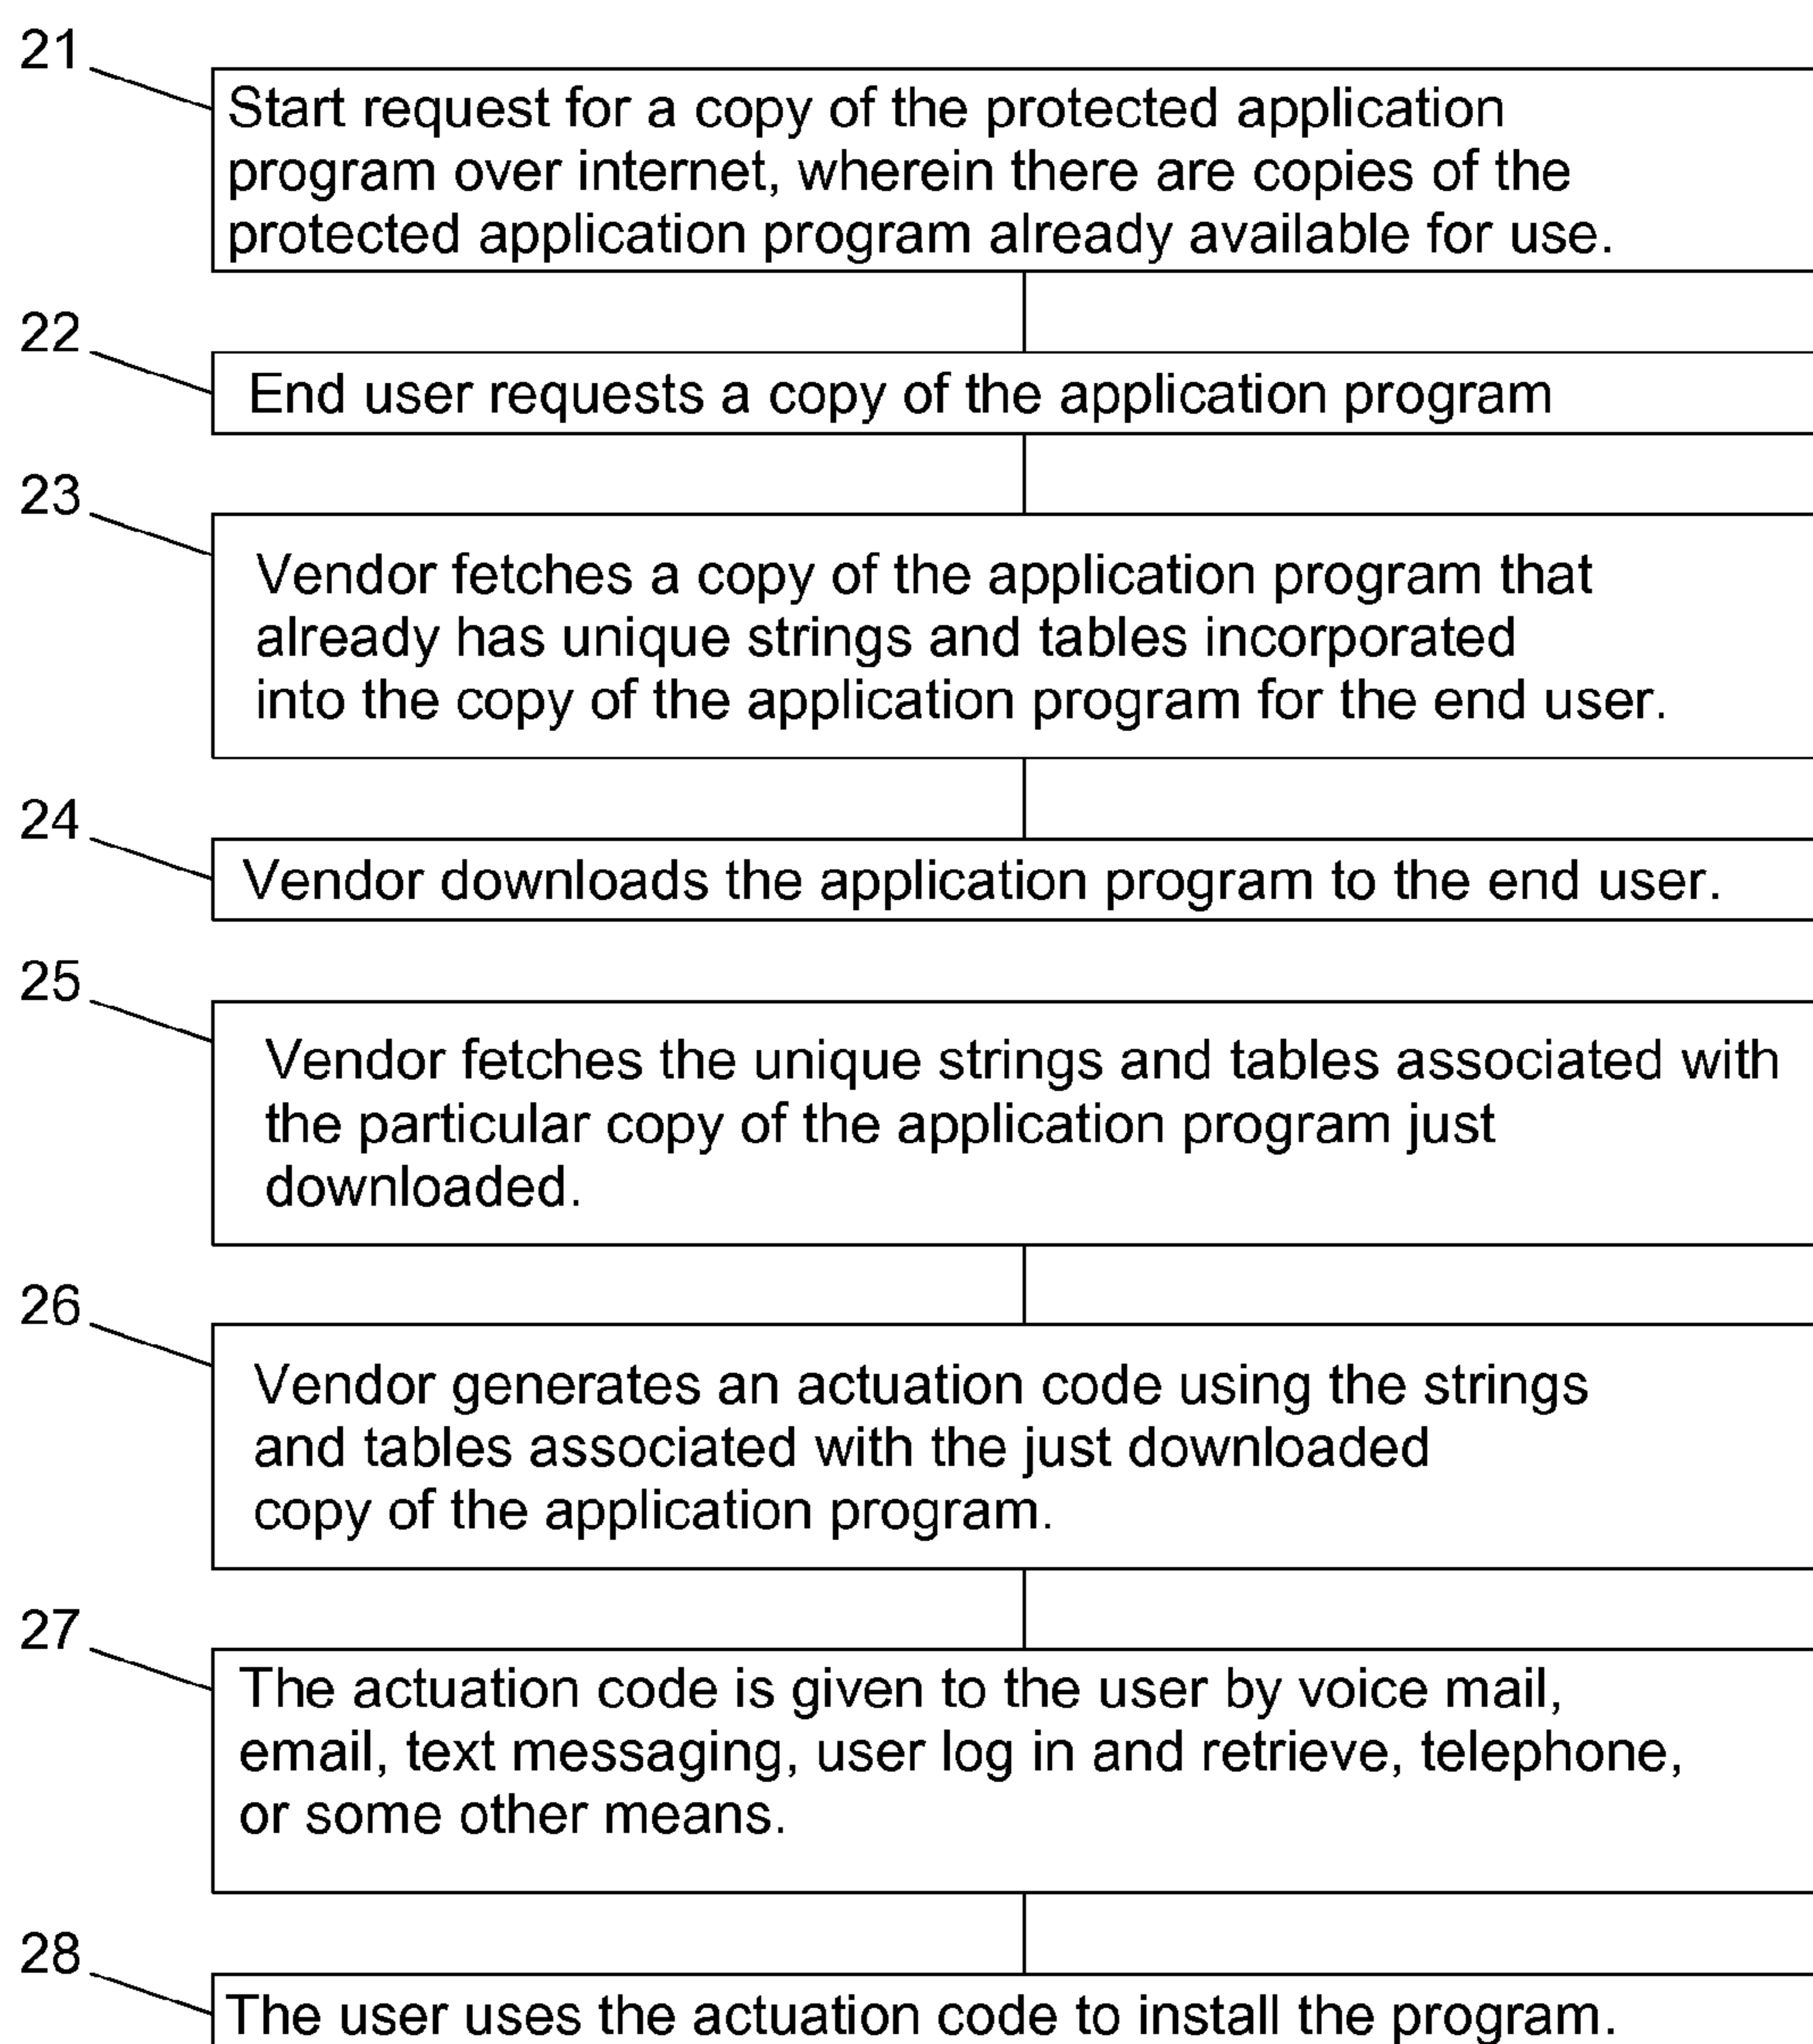 21
Start request for a copy of the protected application
program over internet, wherein there are copies of the
protected application program already available for use.
22
End user requests a copy of the application program
23
Vendor fetches a copy of the application program that
already has unique strings and tables incorporated
into the copy of the application program for the end user.
24
Vendor downloads the application program to the end user.
25
Vendor fetches the unique strings and tables associated with
the particular copy of the application program just
downloaded.
26
Vendor generates an actuation code using the strings
and tables associated with the just downloaded
copy of the application program.
27
The actuation code is given to the user by voice mail,
email, text messaging, user log in and retrieve, telephone,
or some other means.
28
The user uses the actuation code to install the program.